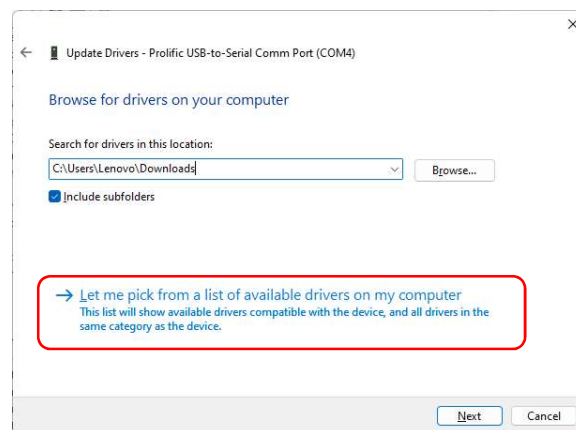 Update Drivers - Prolific USB-to-Serial Comm Port (COM4)
Browse for drivers on your computer
Search for drivers in this location:
C:\Users\Lenovo\Downloads
Browse...
Include subfolders
Let me pick from a list of available drivers on my computer
This list will show available drivers compatible with the device, and all drivers in the
same category as the device.
Next
Cancel